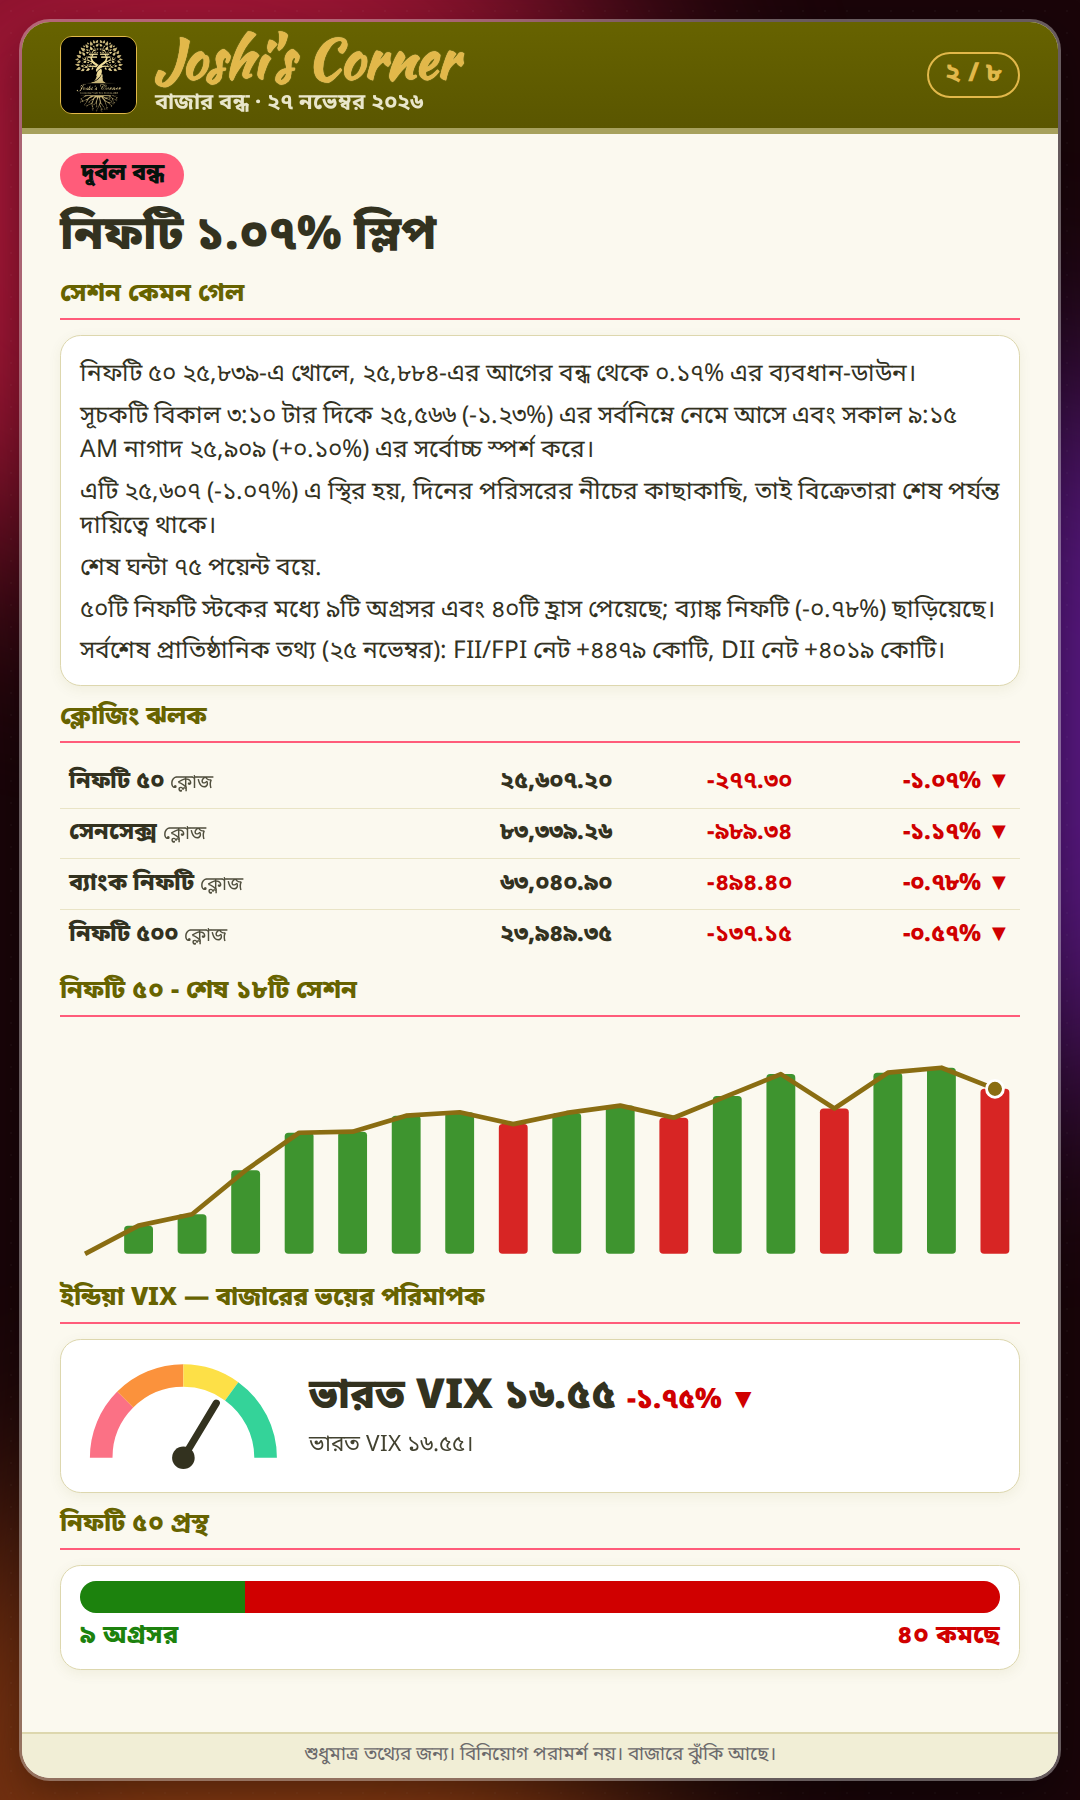 Joshi's Corner
বাজার বন্ধ · ২৭ নভেম্বর ২০২৬
২ / ৮
Joshi's Corner
দুর্বল বন্ধ
নিফটি ১.০৭% স্লিপ
সেশন কেমন গেল
নিফটি ৫০ ২৫,৮৩৯-এ খোলে, ২৫,৮৮৪-এর আগের বন্ধ থেকে ০.১৭% এর ব্যবধান-ডাউন।
সূচকটি বিকাল ৩:১০ টার দিকে ২৫,৫৬৬ (-১.২৩%) এর সর্বনিম্নে নেমে আসে এবং সকাল ৯:১৫
AM নাগাদ ২৫,৯০৯ (+০.১০%) এর সর্বোচ্চ স্পর্শ করে।
এটি ২৫,৬০৭ (-১.০৭%) এ স্থির হয়, দিনের পরিসরের নীচের কাছাকাছি, তাই বিক্রেতারা শেষ পর্যন্ত
দায়িত্বে থাকে।
শেষ ঘন্টা ৭৫ পয়েন্ট বয়ে.
৫০টি নিফটি স্টকের মধ্যে ৯টি অগ্রসর এবং ৪০টি হ্রাস পেয়েছে; ব্যাঙ্ক নিফটি (-০.৭৮%) ছাড়িয়েছে।
সর্বশেষ প্রাতিষ্ঠানিক তথ্য (২৫ নভেম্বর): FII/FPI নেট +৪৪৭৯ কোটি, DII নেট +৪০১৯ কোটি।
ক্লোজিং ঝলক
নিফটি ৫০ ক্লোজ ২৫,৬০৭.২০ -২৭৭.৩০ -১.০৭% ▼
সেনসেক্স ক্লোজ ৮৩,৩৩৯.২৬ -৯৮৯.৩৪ -১.১৭% ▼
ব্যাংক নিফটি ক্লোজ ৬৩,০৪০.৯০ -৪৯৪.৪০ -০.৭৮% ▼
নিফটি ৫০০ ক্লোজ ২৩,৯৪৯.৩৫ -১৩৭.১৫ -০.৫৭% ▼
নিফটি ৫০ - শেষ ১৮টি সেশন
ইন্ডিয়া VIX — বাজারের ভয়ের পরিমাপক
ভারত VIX ১৬.৫৫ -১.৭৫% ▼
ভারত VIX ১৬.৫৫।
নিফটি ৫০ প্রস্থ
৯ অগ্রসর
৪০ কমছে
শুধুমাত্র তথ্যের জন্য। বিনিয়োগ পরামর্শ নয়। বাজারে ঝুঁকি আছে।